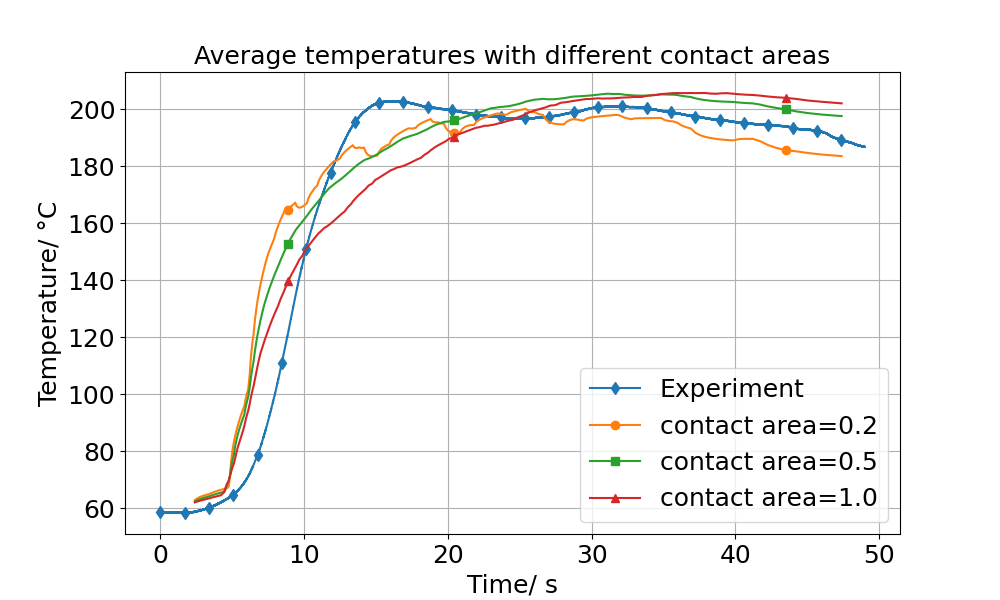 Average temperatures with different contact areas
Temperature/ °C
200
180
160
140
120
100
80
60
Experiment
contact area=0.2
contact area=0.5
contact area=1.0
0 10 20 30 40 50
Time/ s